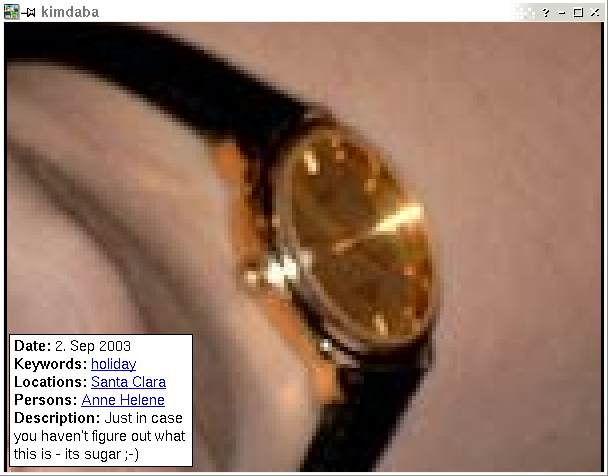 kimdaba
Date: 2. Sep 2003
Keywords: holiday
Locations: Santa Clara
Persons: Anne Helene
Description: Just in case
you haven't figure out what
this is - its sugar ;-)